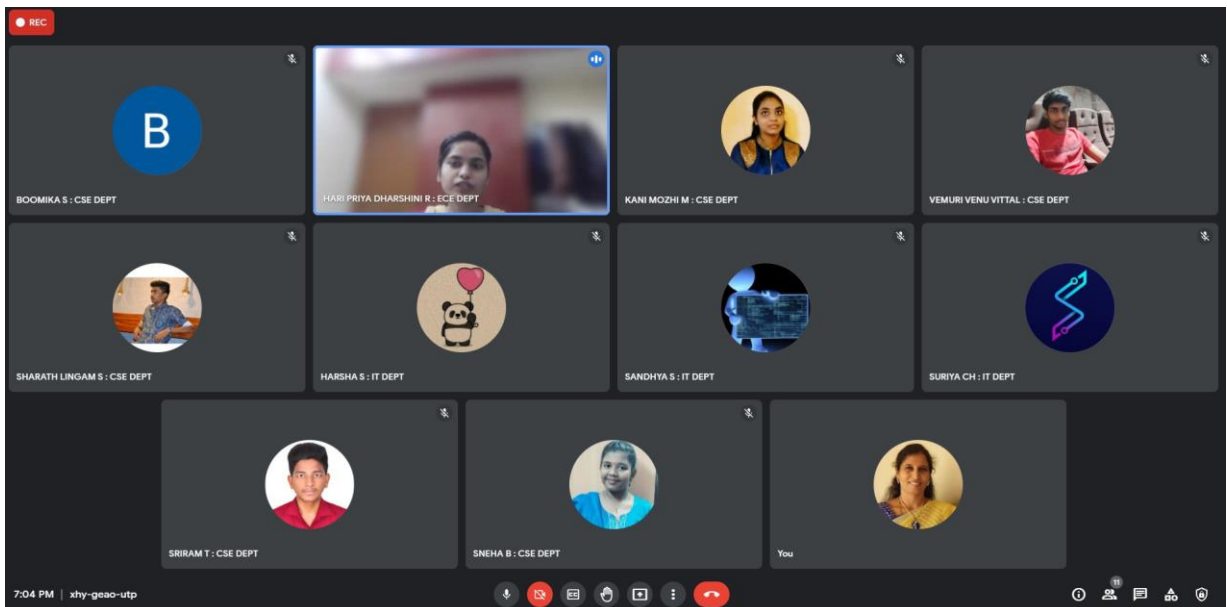 REC
B
BOOMIKA S : CSE DEPT
HARI PRIYA DHARSHINI R : ECE DEPT
KANI MOZHI M : CSE DEPT
VEMURI VENU VITTAL : CSE DEPT
SHARATH LINGAM S : CSE DEPT
HARSHA S : IT DEPT
SANDHYA S : IT DEPT
SURIYA CH : IT DEPT
SRIRAM T : CSE DEPT
SNEHA B : CSE DEPT
You
7:04 PM | xhy-geao-utp
CC
11